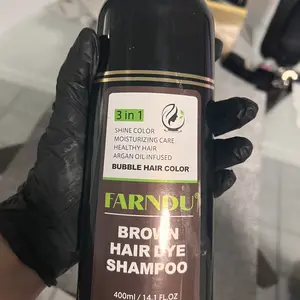 3 in 1
SHINE COLOR
MOISTURIZING CARE
HEALTHY HAIR
ARGAN OIL INFUSED
BUBBLE HAIR COLOR
FARNDU
BROWN
HAIR DYE
SHAMPOO
400ml / 14.1 FL.OZ